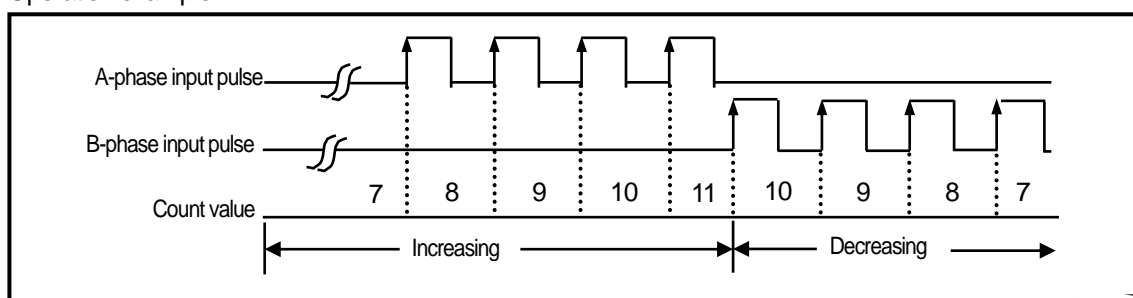 A-phase input pulse
B-phase input pulse
7 8 9 10 11 10 9 8 7
Count value
Increasing Decreasing